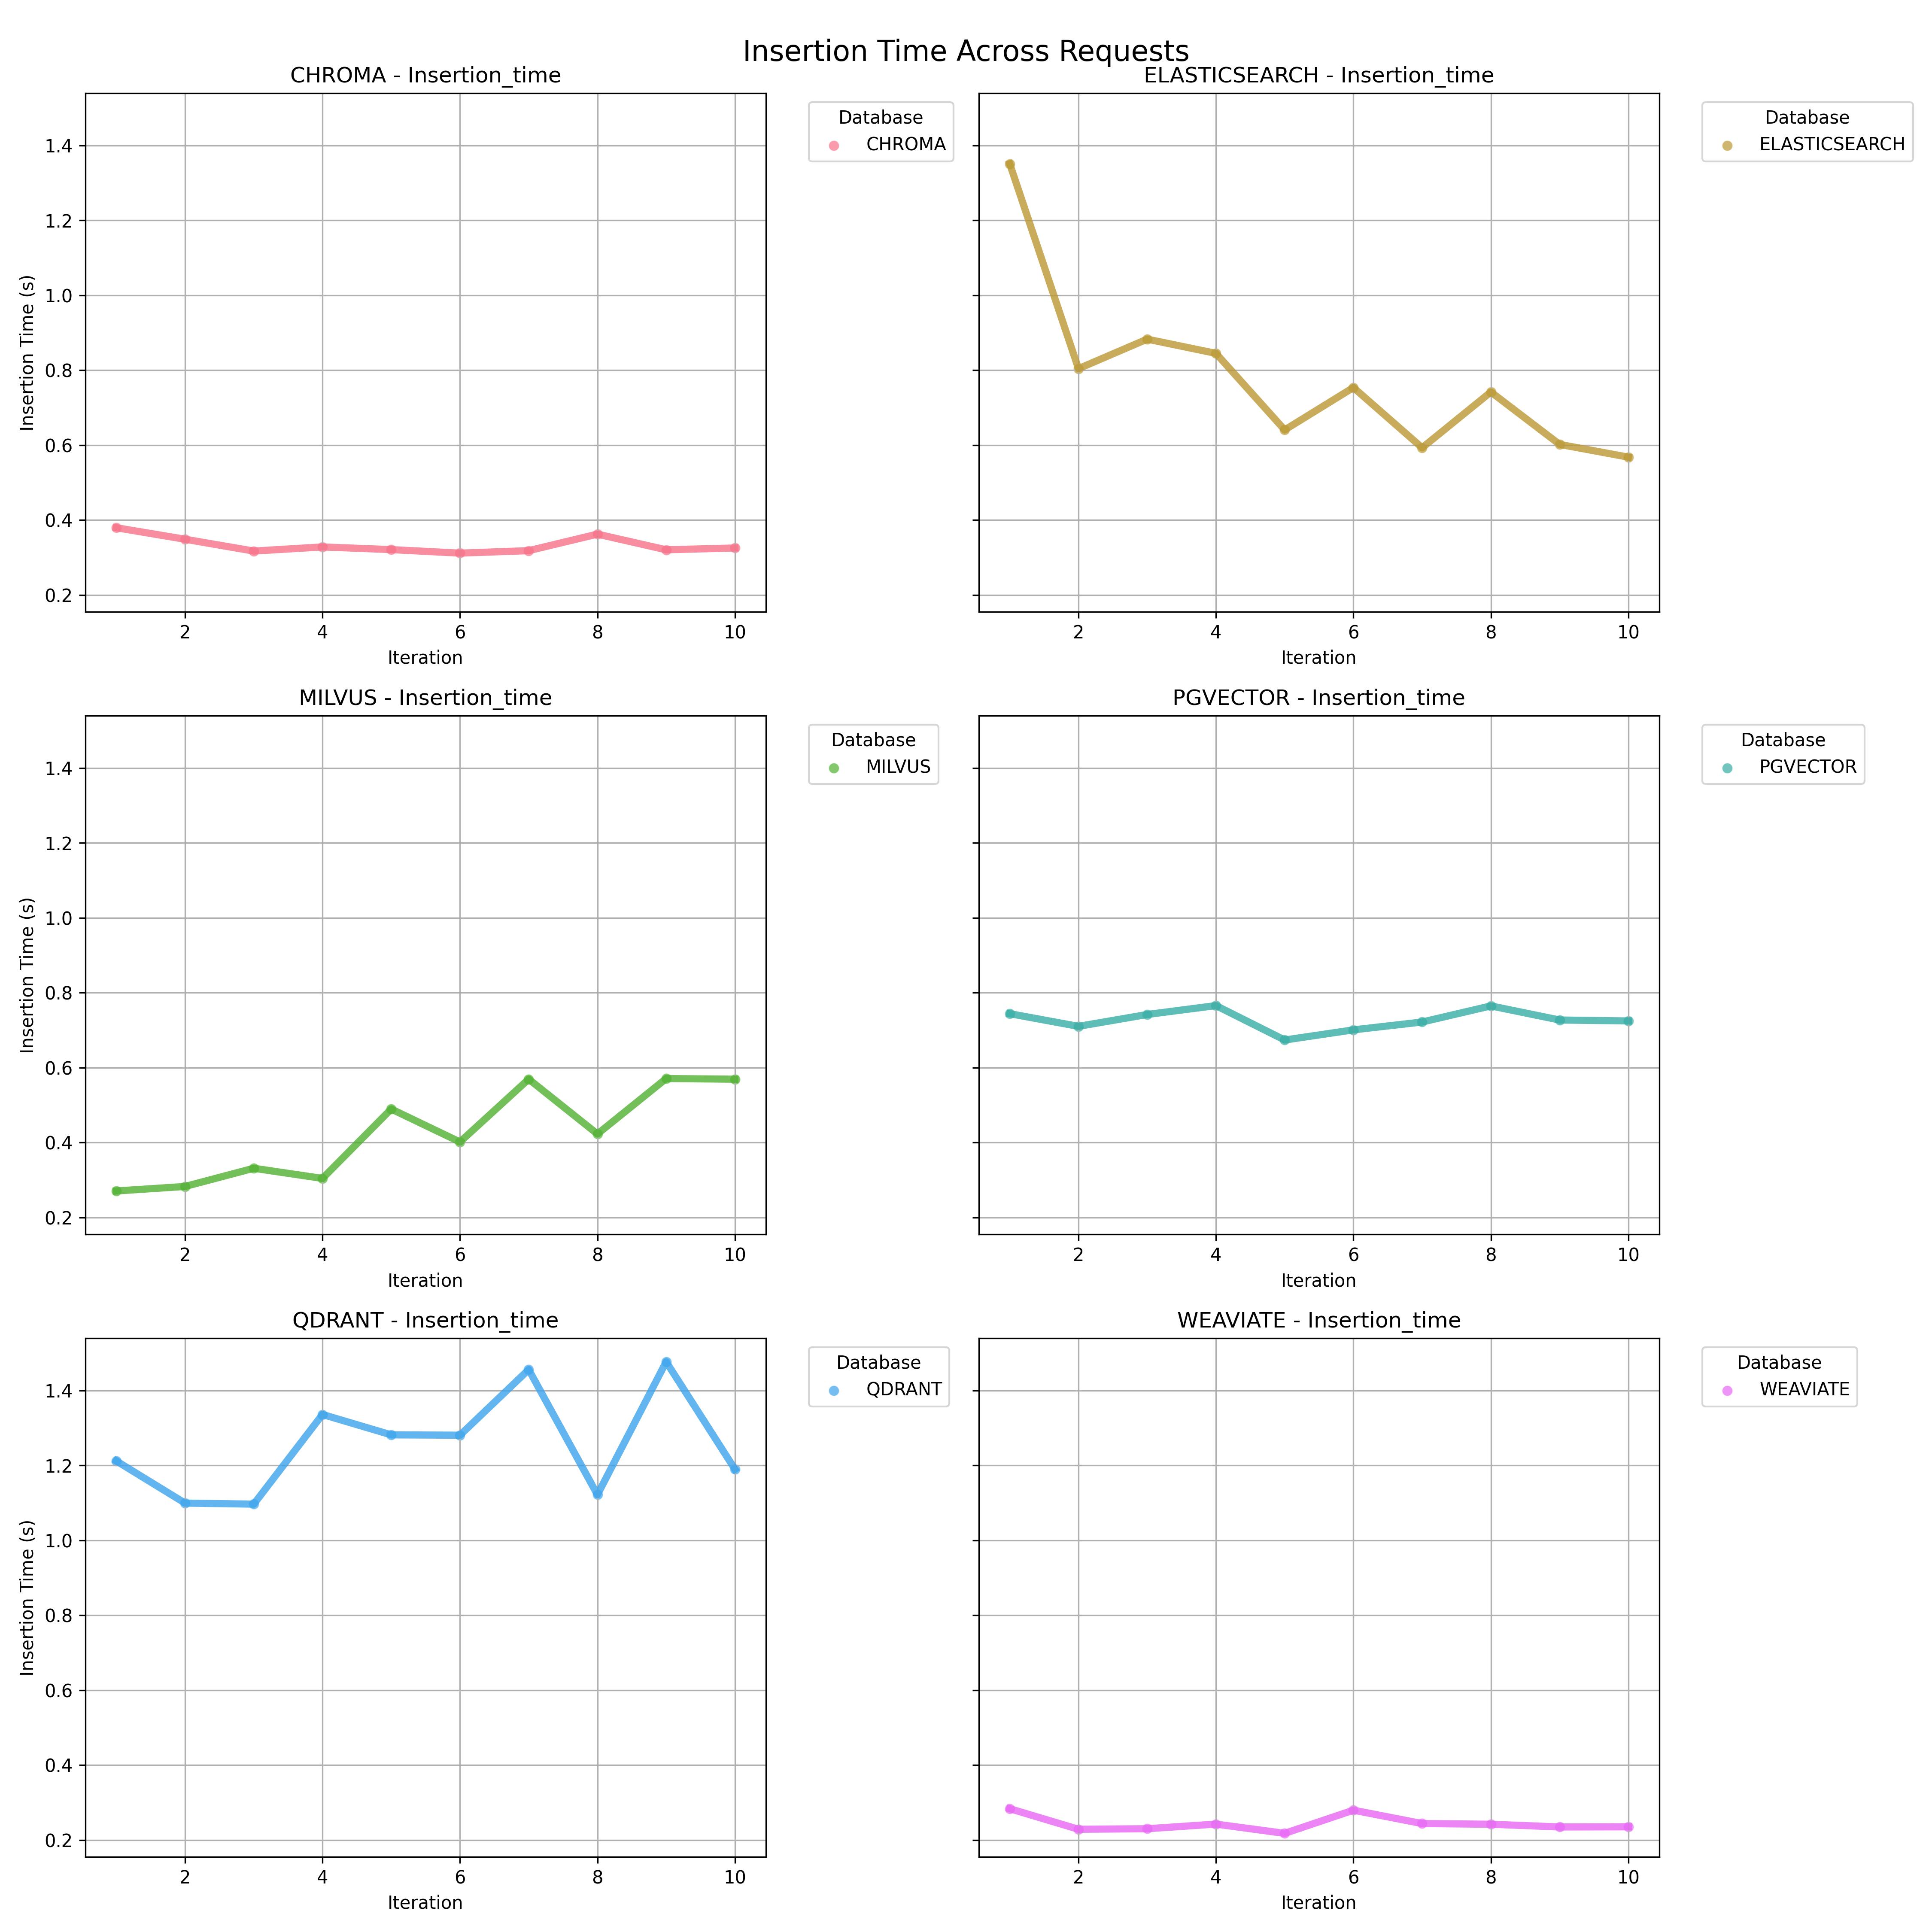 Insertion Time Across Requests
CHROMA - Insertion_time
Insertion Time (s)
1.4
1.2
1.0
0.8
0.6
0.4
0.2
2 4 6 8 10
Iteration
Database
CHROMA
ELASTICSEARCH - Insertion_time
2 4 6 8 10
Iteration
Database
ELASTICSEARCH
MILVUS - Insertion_time
Insertion Time (s)
1.4
1.2
1.0
0.8
0.6
0.4
0.2
2 4 6 8 10
Iteration
Database
MILVUS
PGVECTOR - Insertion_time
2 4 6 8 10
Iteration
Database
PGVECTOR
QDRANT - Insertion_time
Insertion Time (s)
1.4
1.2
1.0
0.8
0.6
0.4
0.2
2 4 6 8 10
Iteration
Database
QDRANT
WEAVIATE - Insertion_time
2 4 6 8 10
Iteration
Database
WEAVIATE